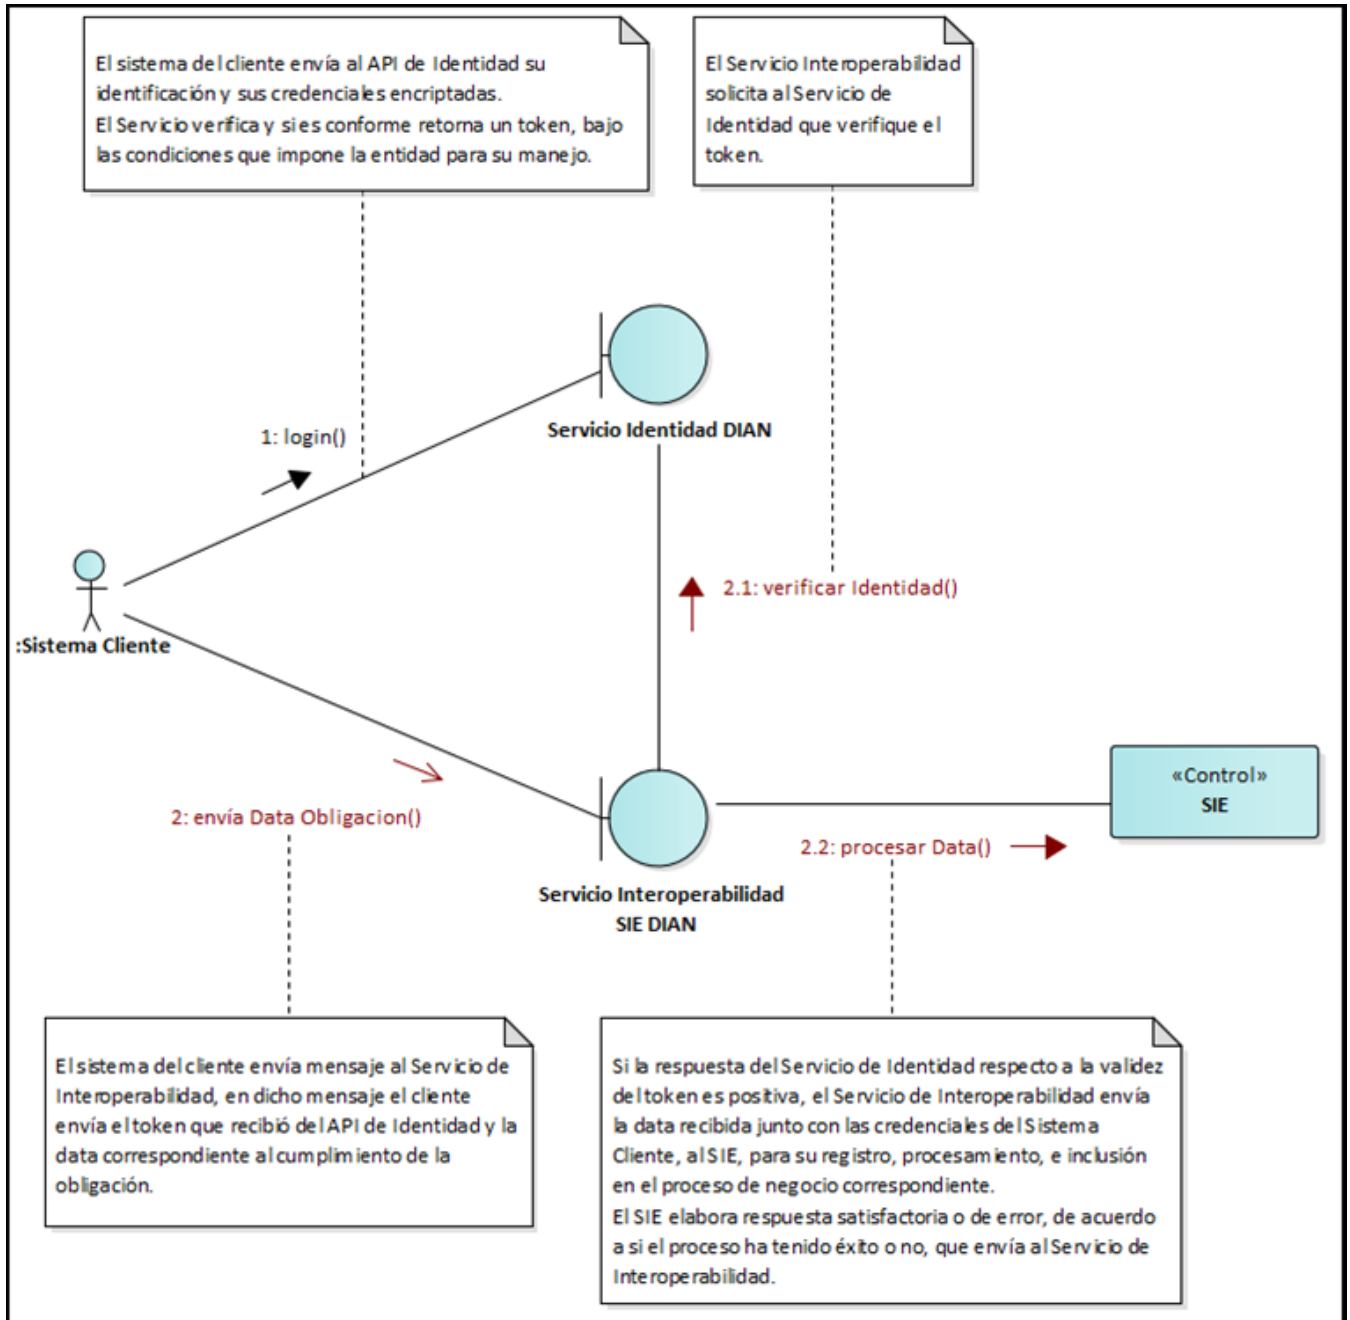 El sistema del cliente envía al API de Identidad su
identificación y sus credenciales encriptadas.
El Servicio verifica y si es conforme retorna un token, bajo
las condiciones que impone la entidad para su manejo.
El Servicio Interoperabilidad
solicita al Servicio de
Identidad que verifique el
token.
Servicio Identidad DIAN
1: login()
2.1: verificar Identidad()
:Sistema Cliente
«Control»
SIE
2: envía Data Obligacion()
2.2: procesar Data()
Servicio Interoperabilidad
SIE DIAN
El sistema del cliente envía mensaje al Servicio de
Interoperabilidad, en dicho mensaje el cliente
envía el token que recibió del API de Identidad y la
data correspondiente al cumplimiento de la
obligación.
Si la respuesta del Servicio de Identidad respecto a la validez
del token es positiva, el Servicio de Interoperabilidad envía
la data recibida junto con las credenciales del Sistema
Cliente, al SIE, para su registro, procesamiento, e inclusión
en el proceso de negocio correspondiente.
El SIE elabora respuesta satisfactoria o de error, de acuerdo
a si el proceso ha tenido éxito o no, que envía al Servicio de
Interoperabilidad.